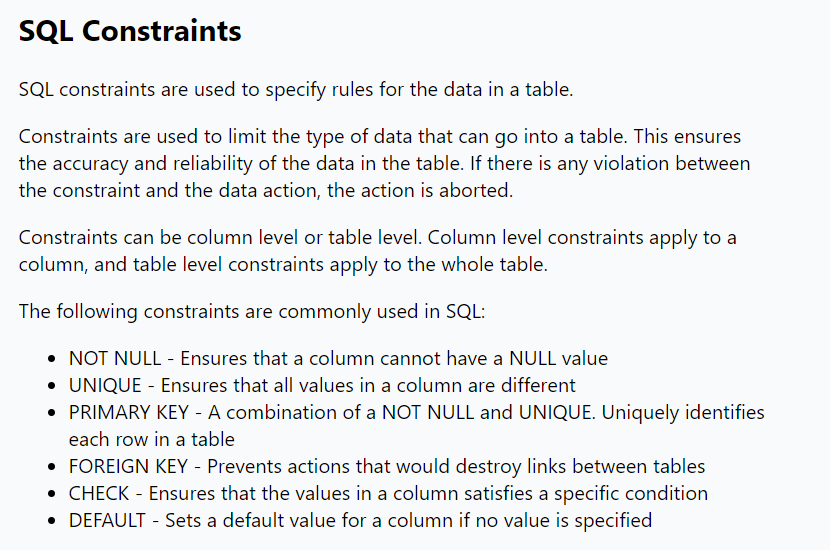 SQL Constraints
SQL constraints are used to specify rules for the data in a table.
Constraints are used to limit the type of data that can go into a table. This ensures
the accuracy and reliability of the data in the table. If there is any violation between
the constraint and the data action, the action is aborted.
Constraints can be column level or table level. Column level constraints apply to a
column, and table level constraints apply to the whole table.
The following constraints are commonly used in SQL:
• NOT NULL - Ensures that a column cannot have a NULL value
• UNIQUE - Ensures that all values in a column are different
• PRIMARY KEY - A combination of a NOT NULL and UNIQUE. Uniquely identifies
each row in a table
• FOREIGN KEY - Prevents actions that would destroy links between tables
• CHECK - Ensures that the values in a column satisfies a specific condition
• DEFAULT - Sets a default value for a column if no value is specified